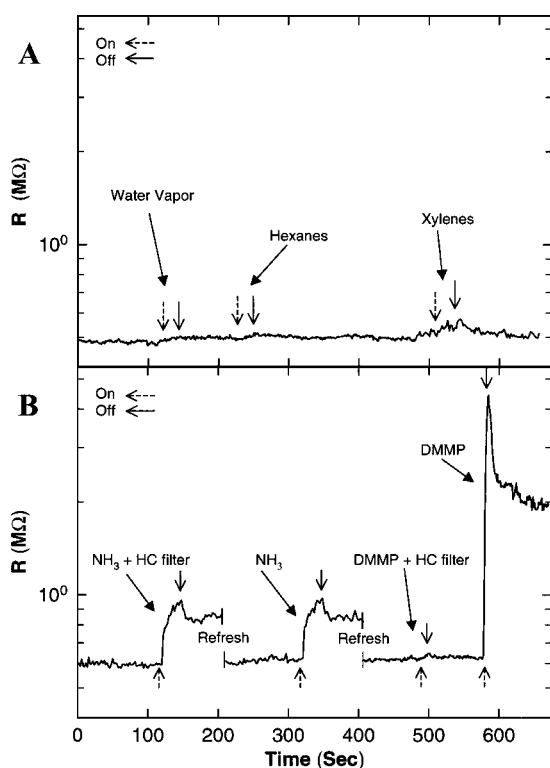 A
On
Off
Water Vapor
Hexanes
Xylenes
R (MΩ)
10⁰
B
On
Off
DMMP
NH₃ + HC filter
NH₃
DMMP + HC filter
R (MΩ)
10⁰
Refresh
Refresh
0 100 200 300 400 500 600
Time (Sec)